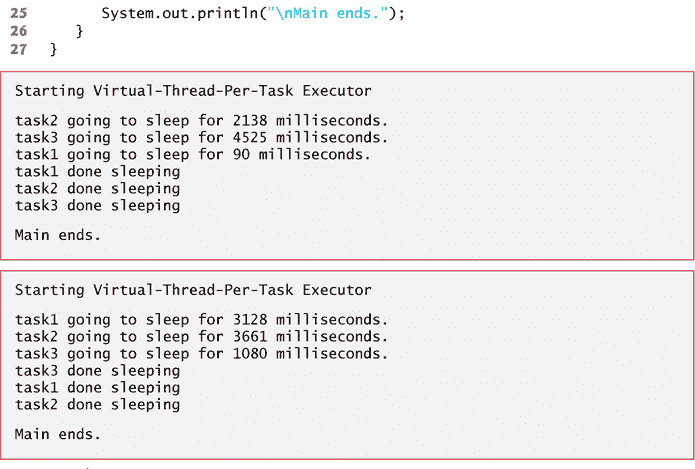 25 System.out.println("\nMain ends.");
26 }
27 }
Starting Virtual-Thread-Per-Task Executor
task2 going to sleep for 2138 milliseconds.
task3 going to sleep for 4525 milliseconds.
task1 going to sleep for 90 milliseconds.
task1 done sleeping
task2 done sleeping
task3 done sleeping
Main ends.
Starting Virtual-Thread-Per-Task Executor
task1 going to sleep for 3128 milliseconds.
task2 going to sleep for 3661 milliseconds.
task3 going to sleep for 1080 milliseconds.
task3 done sleeping
task1 done sleeping
task2 done sleeping
Main ends.